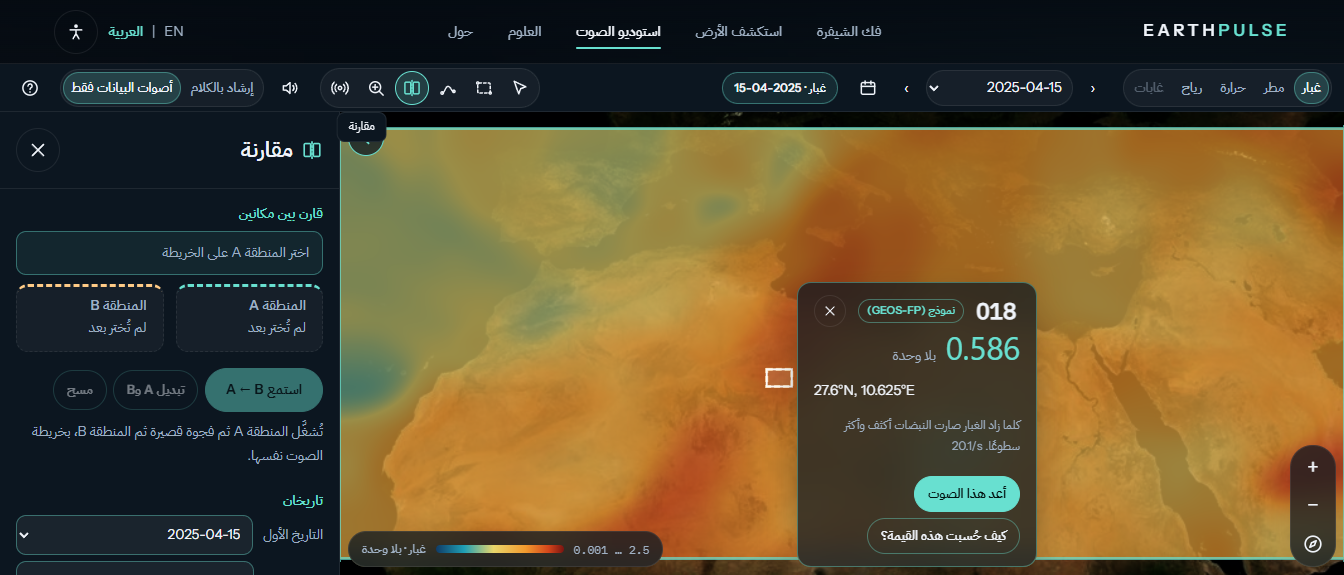 EARTHPULSE
فك الشيفرة
استكشف الأرض
استوديو الصوت
العلوم
حول
العربية | EN
غبار
مطر
حرارة
رياح
غابات
2025-04-15
غبار · 2025-04-15
إرشاد بالكلام
أصوات البيانات فقط
مقارنة
مقارنة
قارن بين مكانين
اختر المنطقة A على الخريطة
المنطقة A
لم تُختر بعد
المنطقة B
لم تُختر بعد
استمع A ← B
تبديل A وB
مسح
تُشغَّل المنطقة A ثم فجوة قصيرة ثم المنطقة B، بخريطة
الصوت نفسها.
تاريخان
التاريخ الأول
2025-04-15
018
نموذج (GEOS-FP)
0.586 بلا وحدة
27.6°N, 10.625°E
كلما زاد الغبار صارت النبضات أكثف وأكثر
سطوعًا. 20.1/s
أعد هذا الصوت
كيف حُسبت هذه القيمة؟
غبار · بلا وحدة
0.001 … 2.5